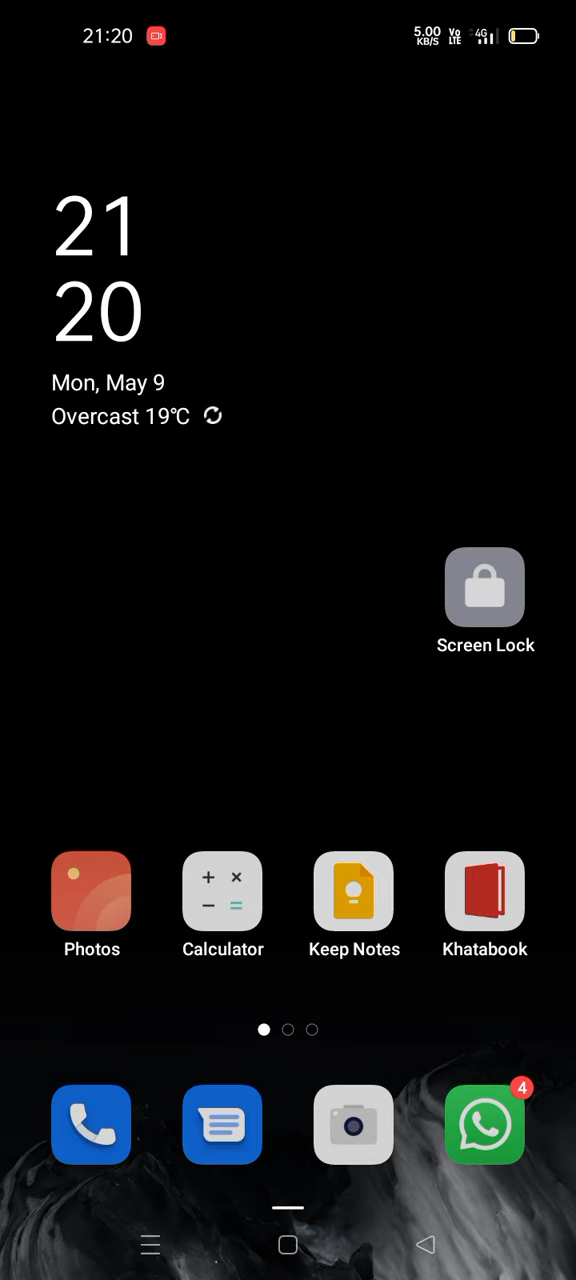 21:20
5.00 KB/S Vo LTE 4G
21
20
Mon, May 9
Overcast 19℃
Screen Lock
Photos
Calculator
Keep Notes
Khatabook
4